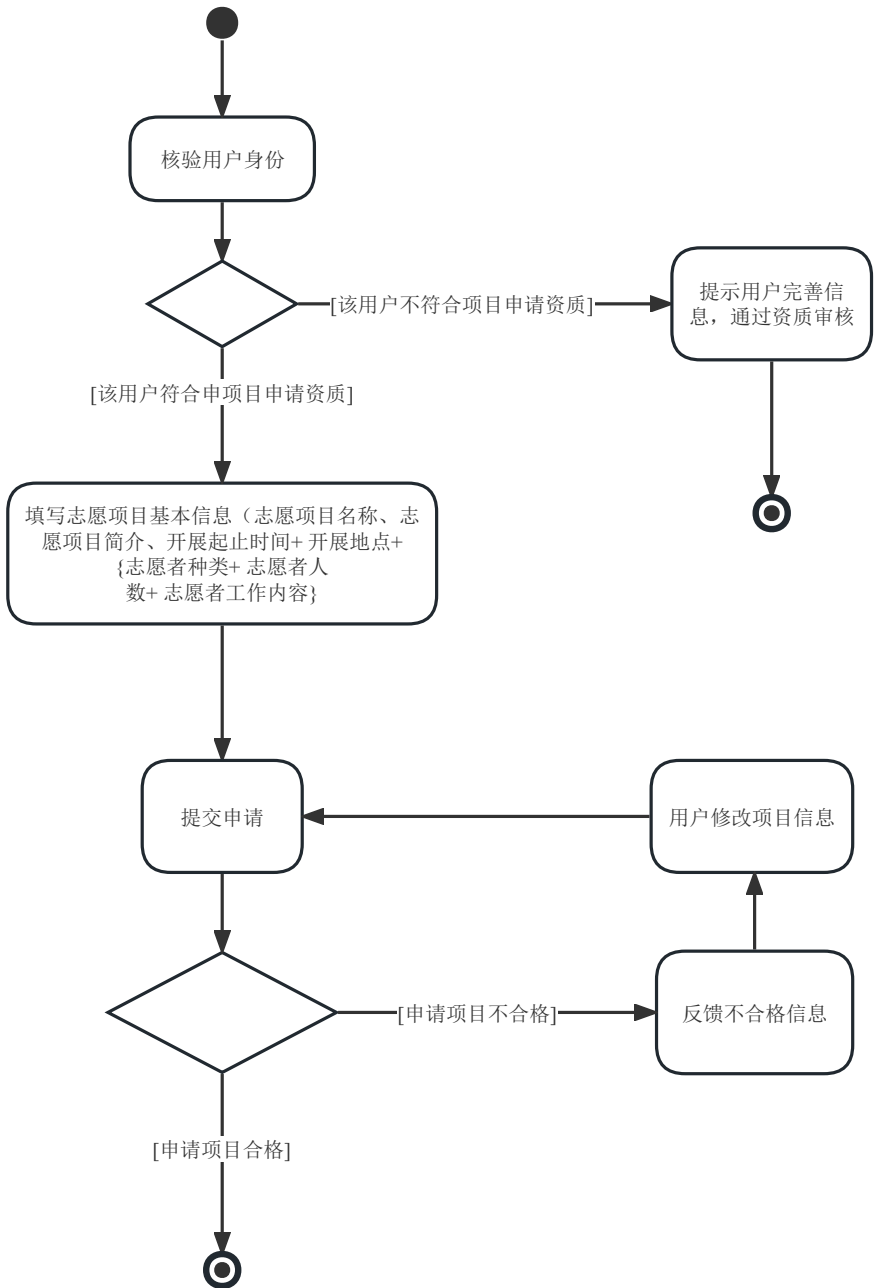 核验用户身份
[该用户不符合项目申请资质]
提示用户完善信
息，通过资质审核
[该用户符合申项目申请资质]
填写志愿项目基本信息（志愿项目名称、志
愿项目简介、开展起止时间+ 开展地点+
{志愿者种类+ 志愿者人
数+ 志愿者工作内容}
提交申请
用户修改项目信息
[申请项目不合格]
反馈不合格信息
[申请项目合格]